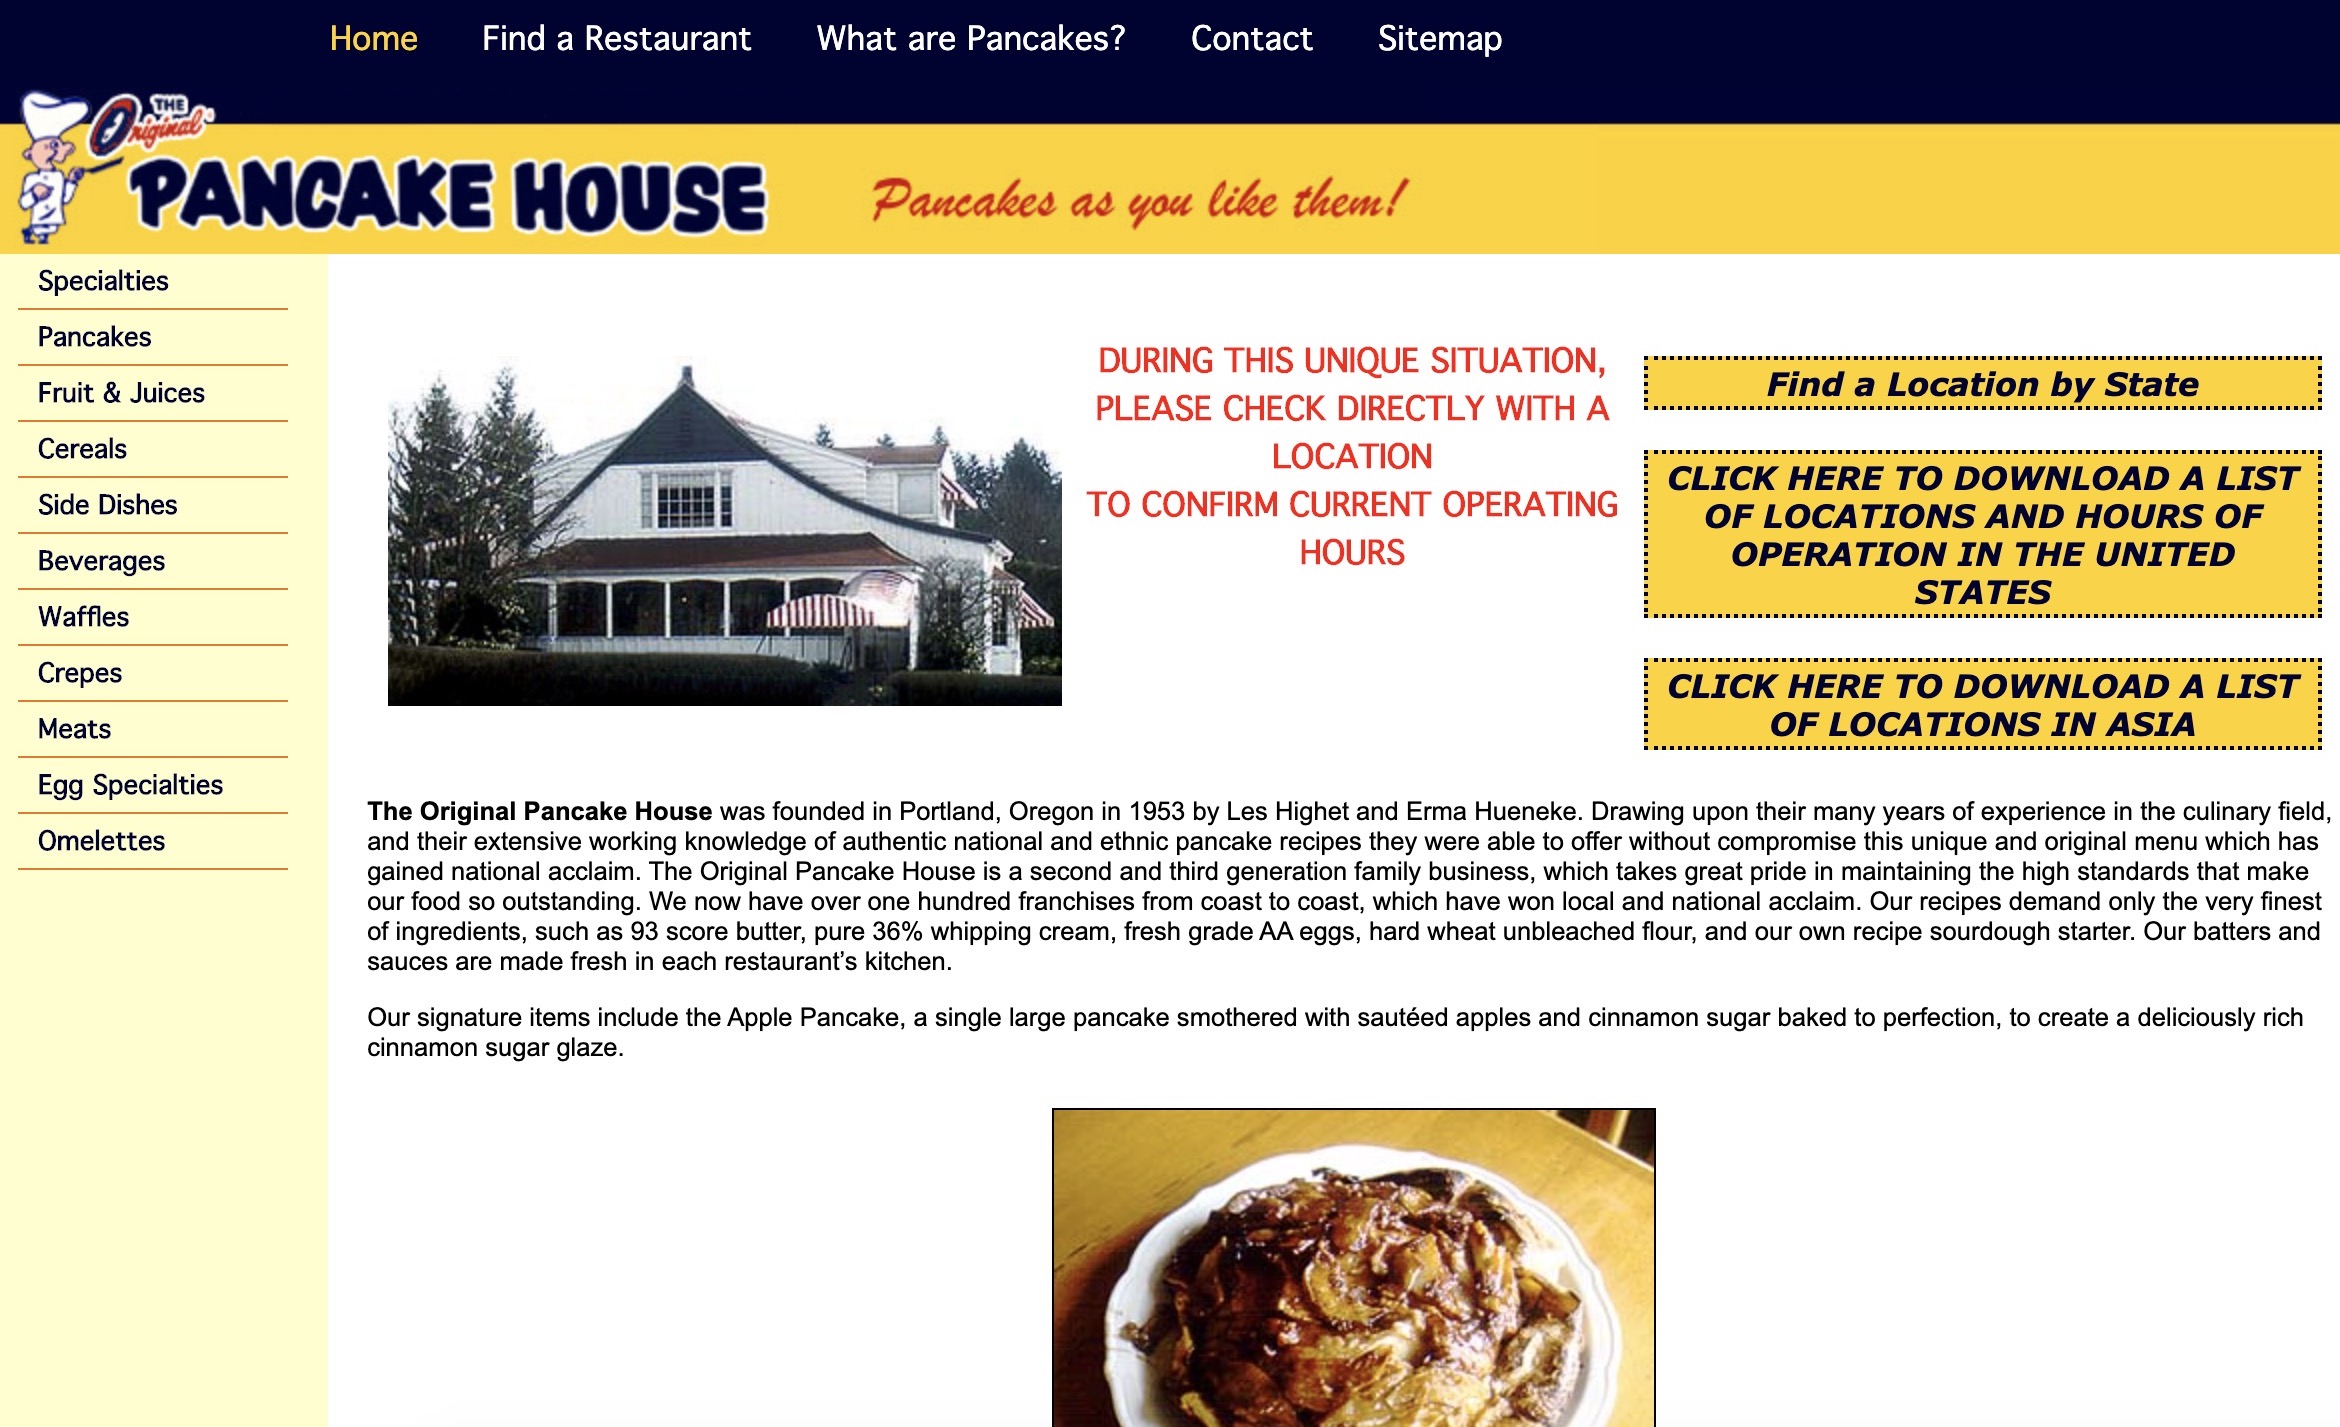 Home Find a Restaurant What are Pancakes? Contact Sitemap
THE
Original
PANCAKE HOUSE
Pancakes as you like them!
Specialties
Pancakes
Fruit & Juices
Cereals
Side Dishes
Beverages
Waffles
Crepes
Meats
Egg Specialties
Omelettes
DURING THIS UNIQUE SITUATION,
PLEASE CHECK DIRECTLY WITH A
LOCATION
TO CONFIRM CURRENT OPERATING
HOURS
Find a Location by State
CLICK HERE TO DOWNLOAD A LIST
OF LOCATIONS AND HOURS OF
OPERATION IN THE UNITED
STATES
CLICK HERE TO DOWNLOAD A LIST
OF LOCATIONS IN ASIA
The Original Pancake House was founded in Portland, Oregon in 1953 by Les Highet and Erma Hueneke. Drawing upon their many years of experience in the culinary field,
and their extensive working knowledge of authentic national and ethnic pancake recipes they were able to offer without compromise this unique and original menu which has
gained national acclaim. The Original Pancake House is a second and third generation family business, which takes great pride in maintaining the high standards that make
our food so outstanding. We now have over one hundred franchises from coast to coast, which have won local and national acclaim. Our recipes demand only the very finest
of ingredients, such as 93 score butter, pure 36% whipping cream, fresh grade AA eggs, hard wheat unbleached flour, and our own recipe sourdough starter. Our batters and
sauces are made fresh in each restaurant’s kitchen.
Our signature items include the Apple Pancake, a single large pancake smothered with sautéed apples and cinnamon sugar baked to perfection, to create a deliciously rich
cinnamon sugar glaze.